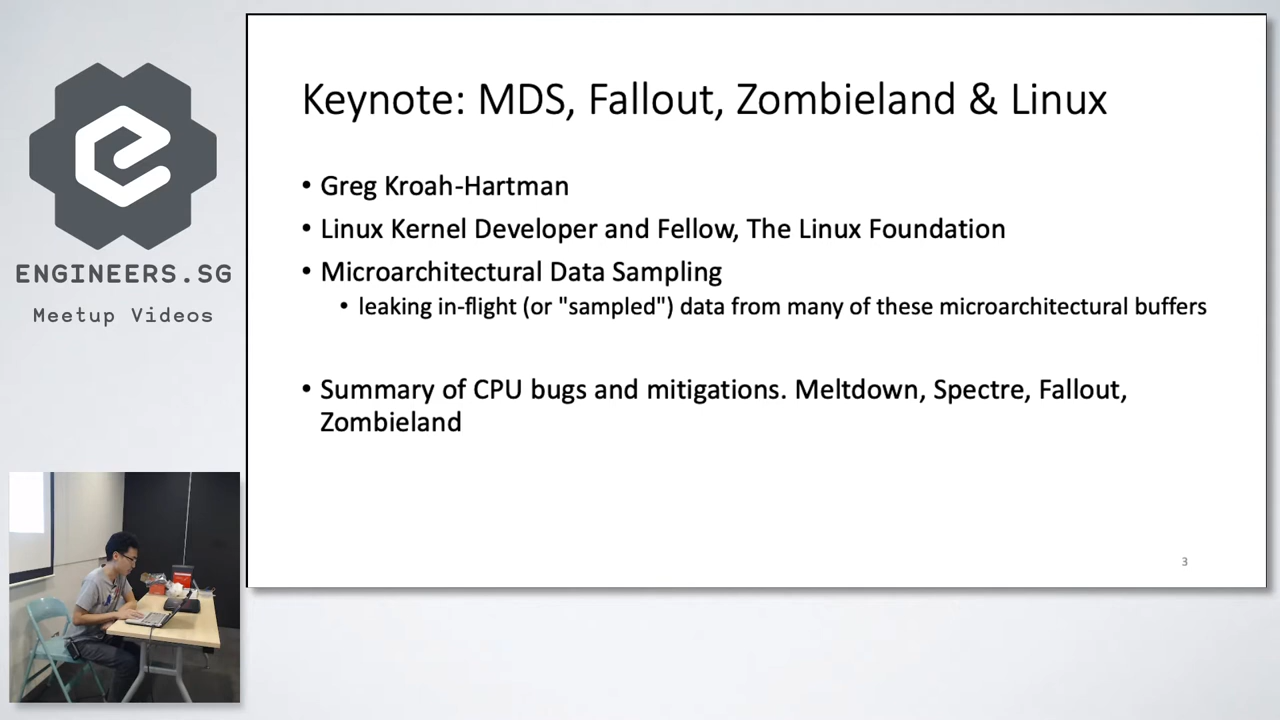 Keynote: MDS, Fallout, Zombieland & Linux
• Greg Kroah-Hartman
• Linux Kernel Developer and Fellow, The Linux Foundation
• Microarchitectural Data Sampling
• leaking in-flight (or "sampled") data from many of these microarchitectural buffers
• Summary of CPU bugs and mitigations. Meltdown, Spectre, Fallout,
Zombieland
3
ENGINEERS.SG
Meetup Videos